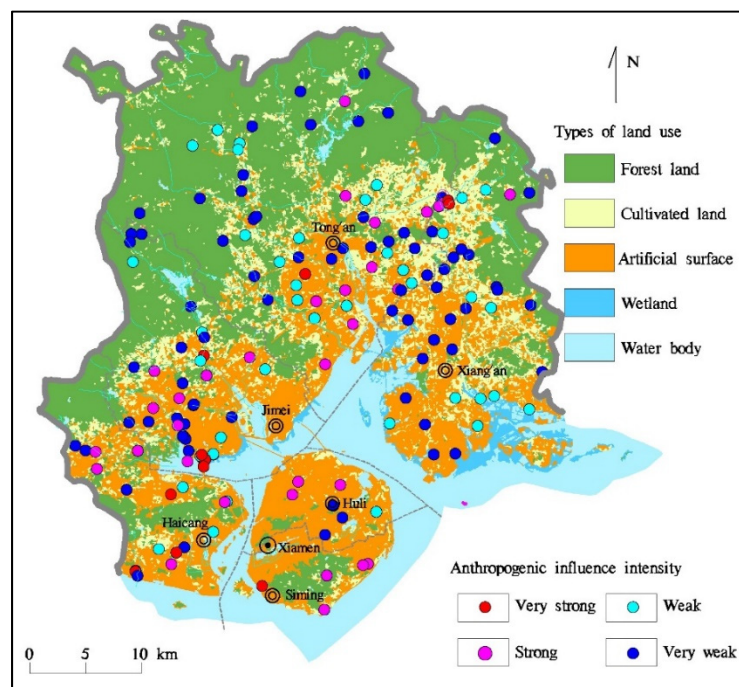 N
Types of land use
Forest land
Cultivated land
Artificial surface
Wetland
Water body
Tong'an
Xiang'an
Jimei
Huli
Haicang
Xiamen
Siming
Anthropogenic influence intensity
Very strong
Weak
Strong
Very weak
0 5 10 km